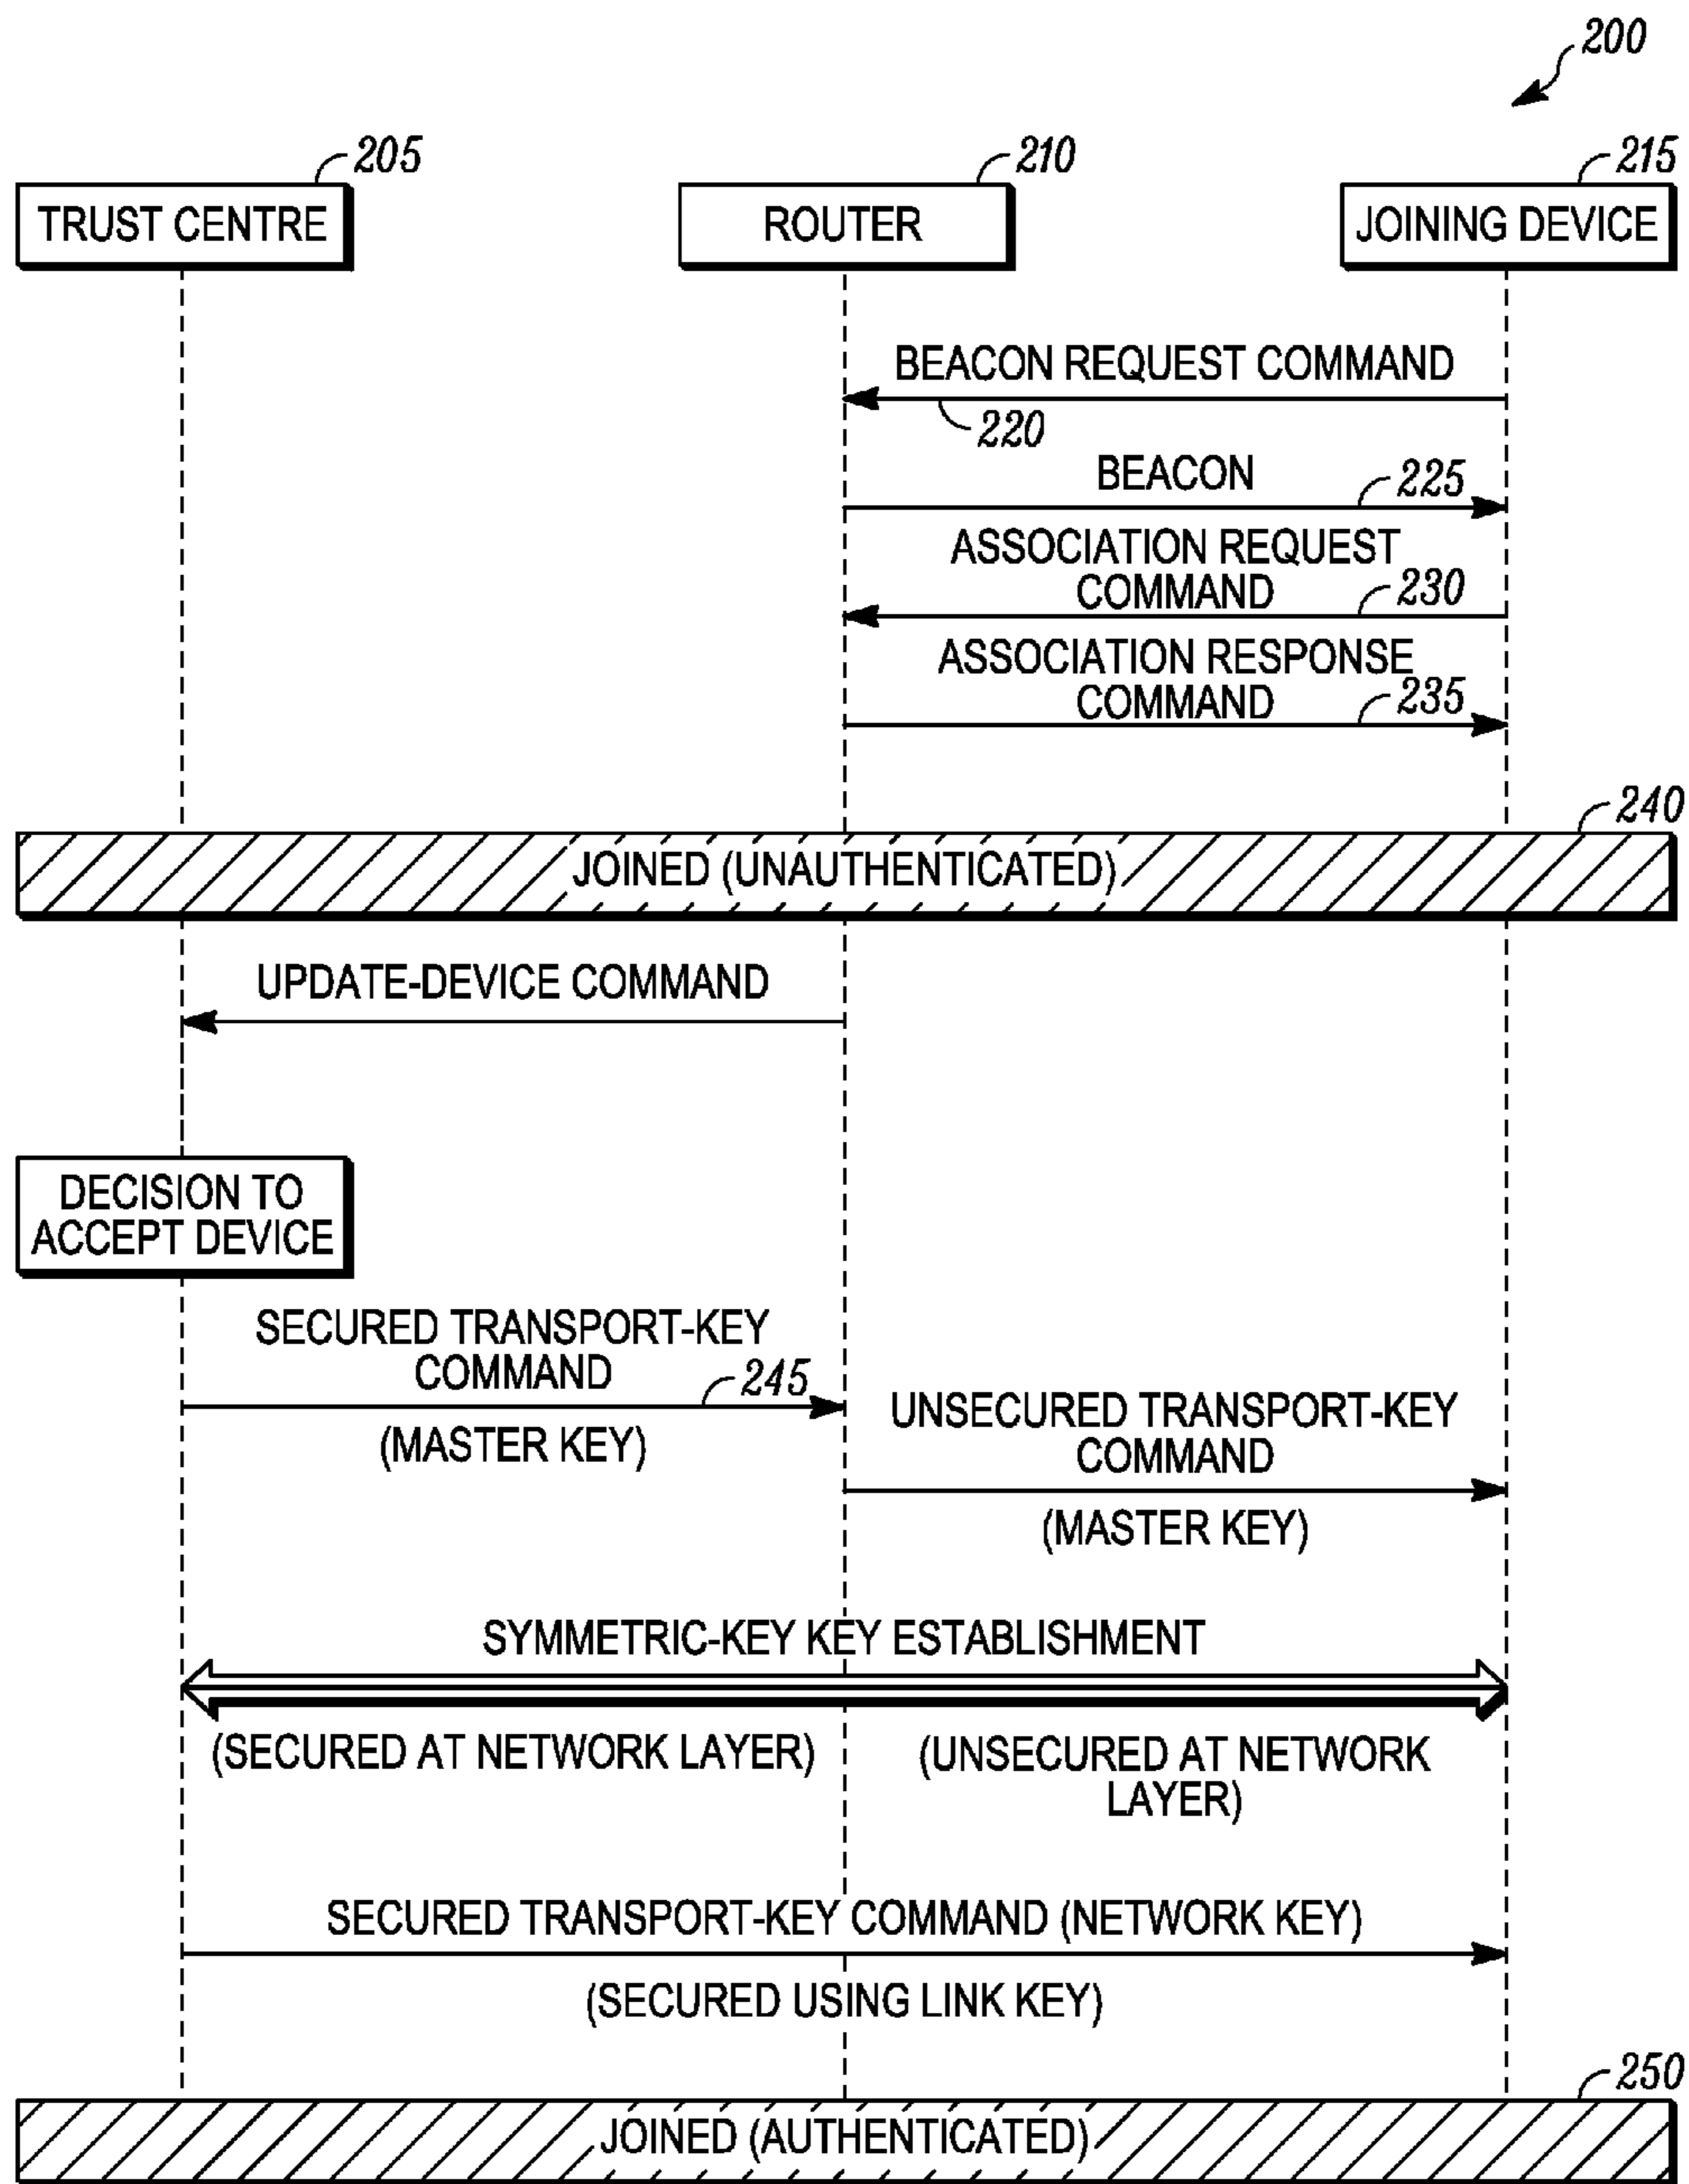 200
205
210
215
TRUST CENTRE
ROUTER
JOINING DEVICE
BEACON REQUEST COMMAND
220
BEACON
225
ASSOCIATION REQUEST
COMMAND
230
ASSOCIATION RESPONSE
COMMAND
235
240
JOINED (UNAUTHENTICATED)
UPDATE-DEVICE COMMAND
DECISION TO
ACCEPT DEVICE
SECURED TRANSPORT-KEY
COMMAND
245
(MASTER KEY)
UNSECURED TRANSPORT-KEY
COMMAND
(MASTER KEY)
SYMMETRIC-KEY KEY ESTABLISHMENT
(SECURED AT NETWORK LAYER)
(UNSECURED AT NETWORK
LAYER)
SECURED TRANSPORT-KEY COMMAND (NETWORK KEY)
(SECURED USING LINK KEY)
250
JOINED (AUTHENTICATED)